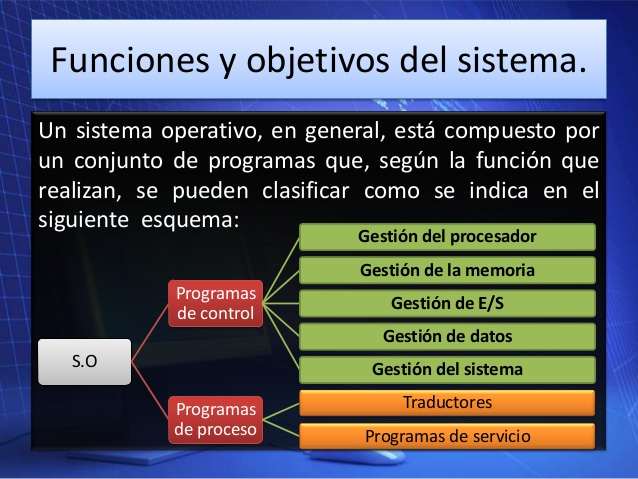 Funciones y objetivos del sistema.
Un sistema operativo, en general, está compuesto por
un conjunto de programas que, según la función que
realizan, se pueden clasificar como se indica en el
siguiente esquema:
S.O
Programas
de control
Gestión del procesador
Gestión de la memoria
Gestión de E/S
Gestión de datos
Gestión del sistema
Programas
de proceso
Traductores
Programas de servicio